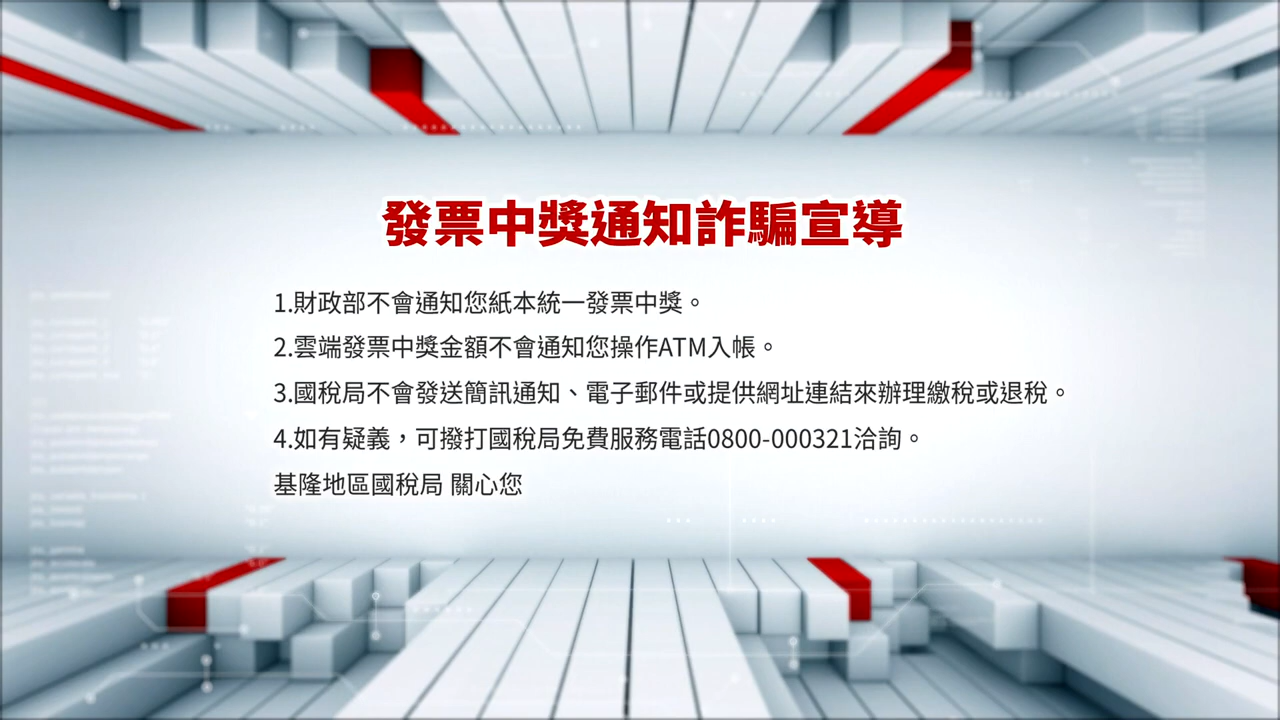 發票中獎通知詐騙宣導
1.財政部不會通知您紙本統一發票中獎。
2.雲端發票中獎金額不會通知您操作ATM入帳。
3.國稅局不會發送簡訊通知、電子郵件或提供網址連結來辦理繳稅或退稅。
4.如有疑義，可撥打國稅局免費服務電話0800-000321洽詢。
基隆地區國稅局 關心您